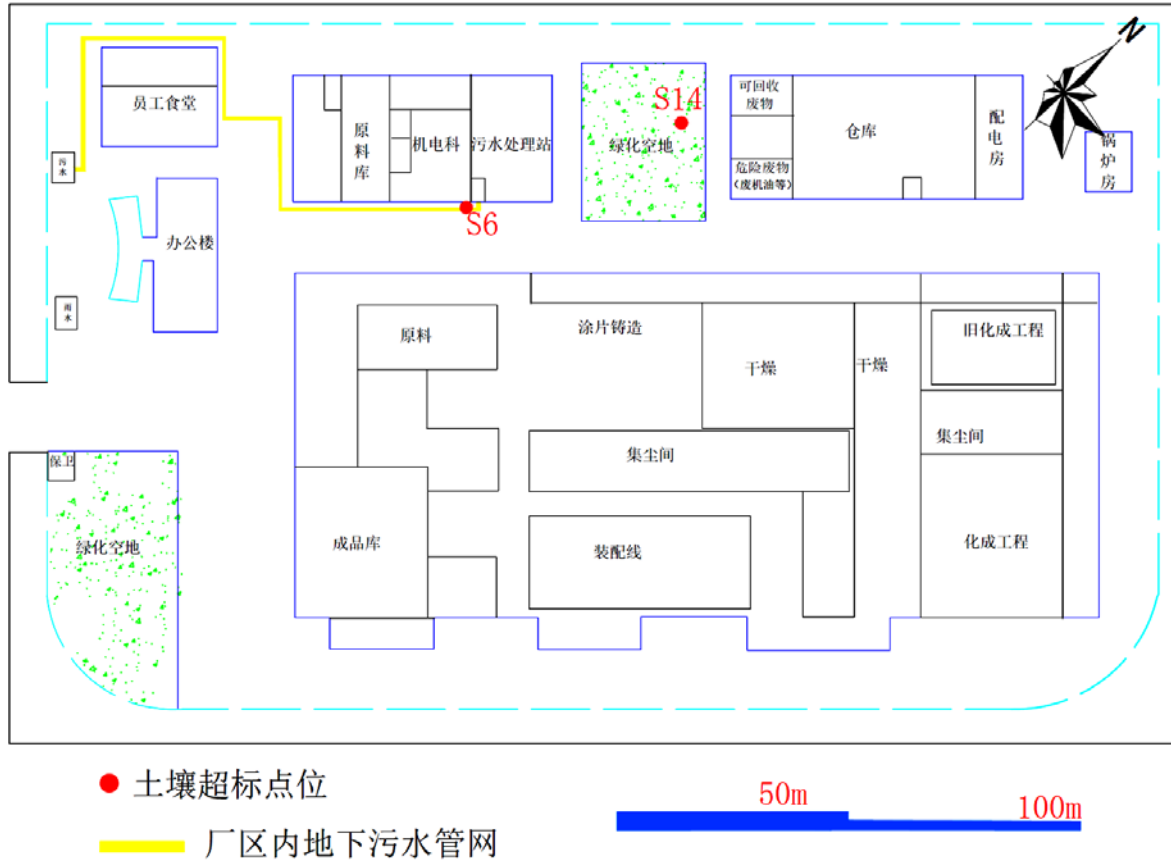 N
员工食堂
污水
原料库
机电科
污水处理站
S6
S14
绿化空地
可回收
废物
危险废物
（废机油等）
仓库
配电房
锅炉房
办公楼
雨水
原料
涂片铸造
干燥
干燥
旧化成工程
集尘间
集尘间
保卫
绿化空地
成品库
装配线
化成工程
土壤超标点位
厂区内地下污水管网
50m
100m